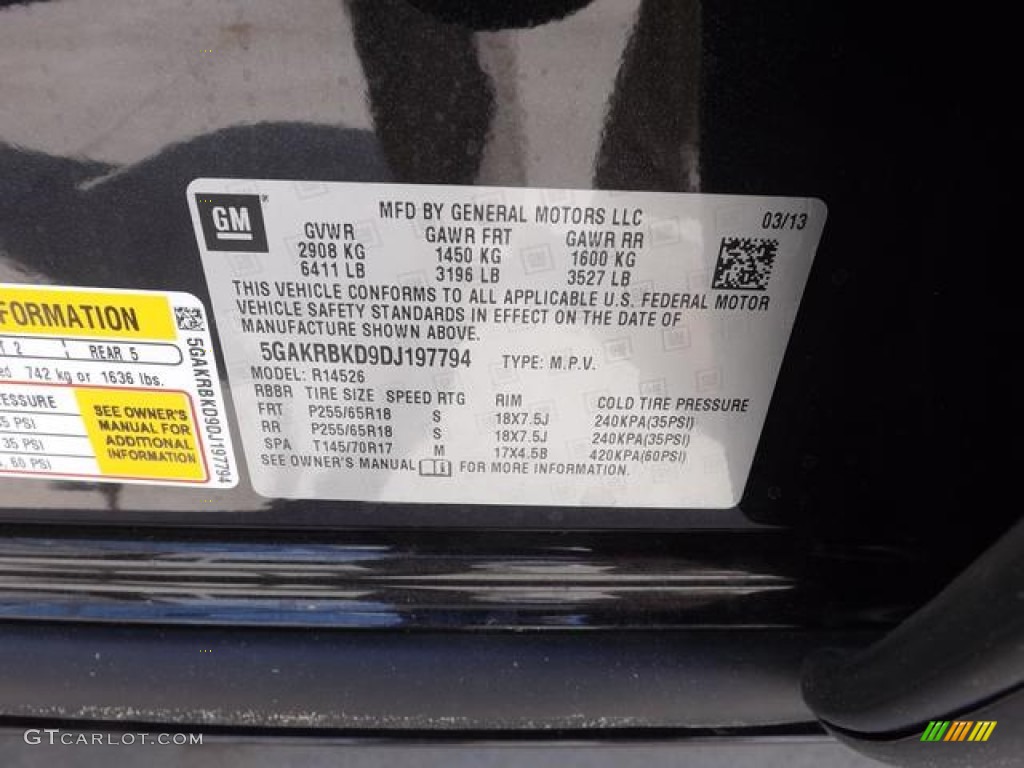 GM
MFD BY GENERAL MOTORS LLC 03/13
GVWR GAWR FRT GAWR RR
2908 KG 1450 KG 1600 KG
6411 LB 3196 LB 3527 LB
THIS VEHICLE CONFORMS TO ALL APPLICABLE U.S. FEDERAL MOTOR
VEHICLE SAFETY STANDARDS IN EFFECT ON THE DATE OF
MANUFACTURE SHOWN ABOVE.
5GAKRBKD9DJ197794 TYPE: M.P.V.
MODEL: R14526
RBBR TIRE SIZE SPEED RTG RIM COLD TIRE PRESSURE
FRT P255/65R18 S 18X7.5J 240KPA(35PSI)
RR P255/65R18 S 18X7.5J 240KPA(35PSI)
SPA T145/70R17 M 17X4.5B 420KPA(60PSI)
SEE OWNER'S MANUAL FOR MORE INFORMATION.
FORMATION
T 2 REAR 5
ed 742 kg or 1636 lbs.
RESSURE
5 PSI
35 PSI
, 60 PSI
SEE OWNER'S
MANUAL FOR
ADDITIONAL
INFORMATION
5GAKRBKD9DJ197794
GTCARLOT.COM